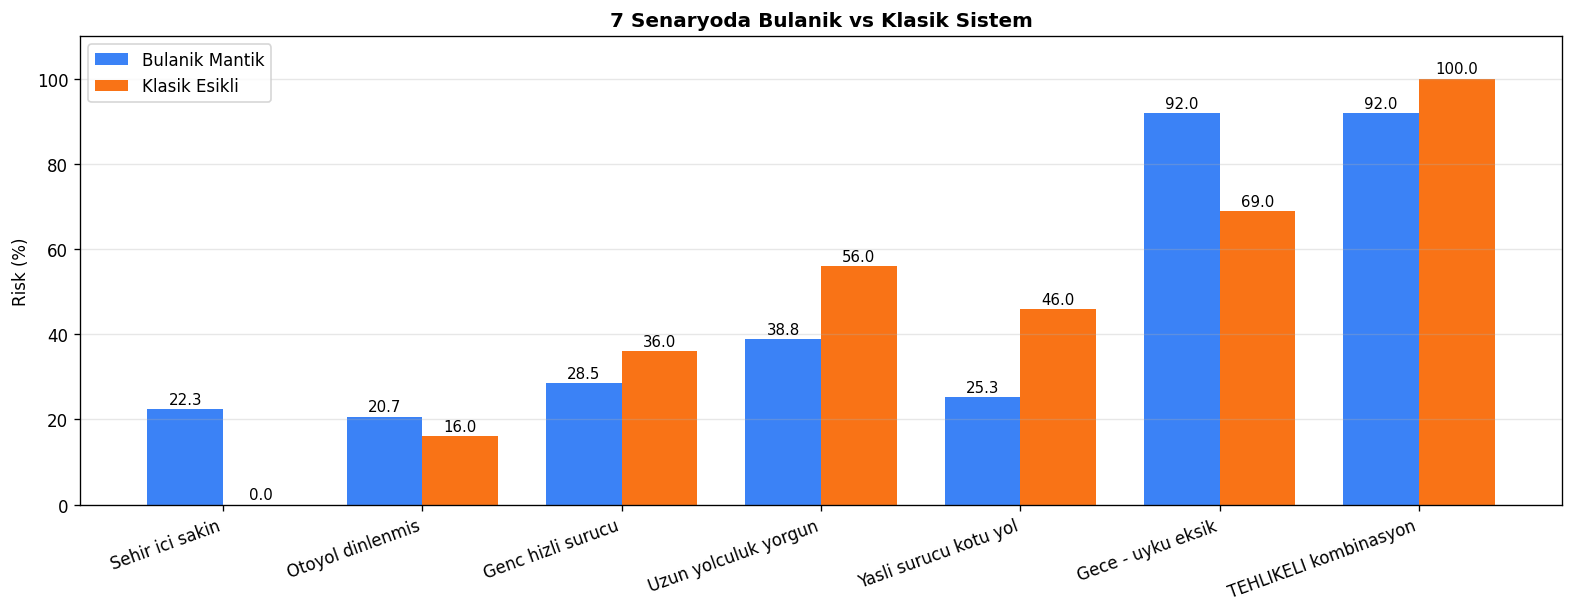 7 Senaryoda Bulanik vs Klasik Sistem
Bulanik Mantik
Klasik Esikli
Risk (%)
100
80
60
40
20
0
22.3
0.0
20.7
16.0
28.5
36.0
38.8
56.0
25.3
46.0
92.0
69.0
92.0
100.0
Sehir ici sakin
Otoyol dinlenmis
Genc hizli surucu
Uzun yolculuk yorgun
Yasli surucu kotu yol
Gece - uyku eksik
TEHLIKELI kombinasyon